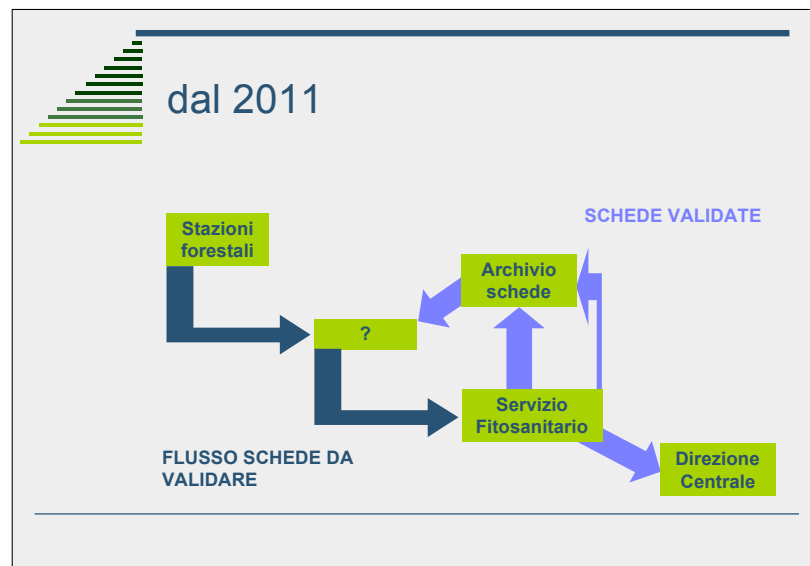 dal 2011
SCHEDE VALIDATE
Stazioni
forestali
Archivio
schede
?
Servizio
Fitosanitario
FLUSSO SCHEDE DA
VALIDARE
Direzione
Centrale